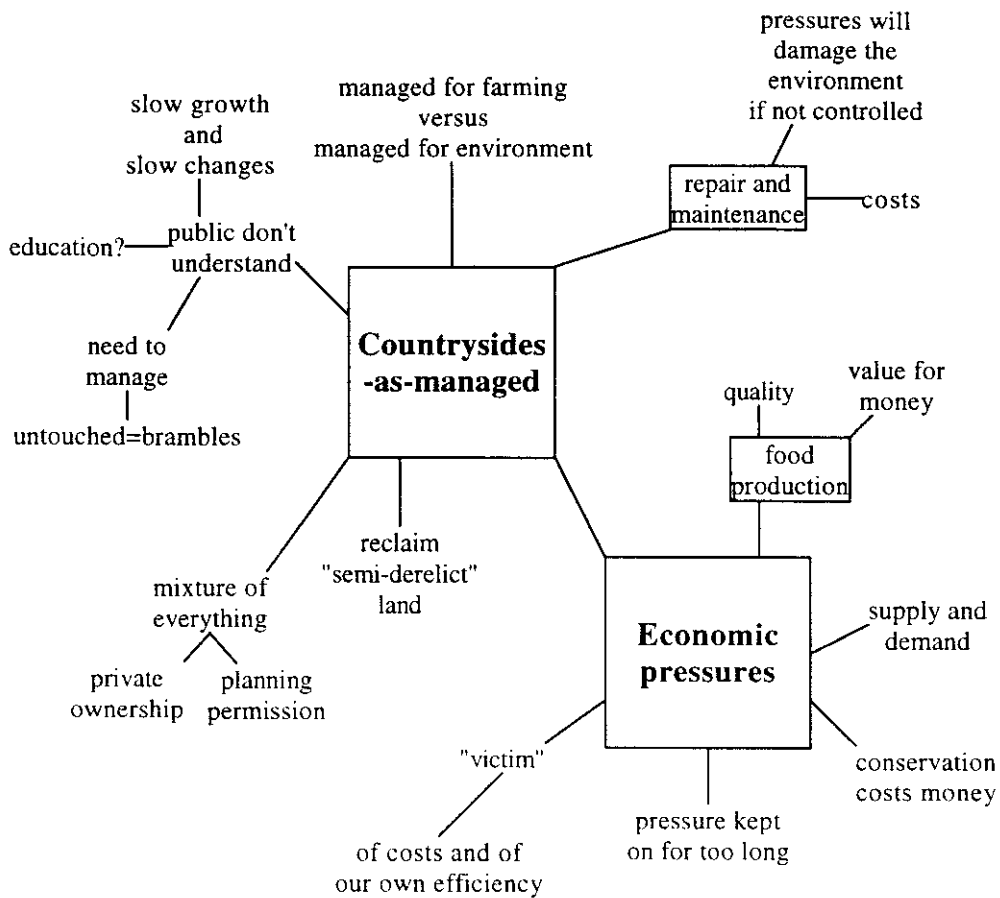 pressures will
damage the
environment
if not controlled
managed for farming
versus
managed for environment
slow growth
and
slow changes
repair and
maintenance
costs
education?
public don't
understand
Countrysides
-as-managed
need to
manage
untouched=brambles
quality
value for
money
food
production
reclaim
"semi-derelict"
land
mixture of
everything
private
ownership
planning
permission
Economic
pressures
supply and
demand
"victim"
conservation
costs money
pressure kept
on for too long
of costs and of
our own efficiency